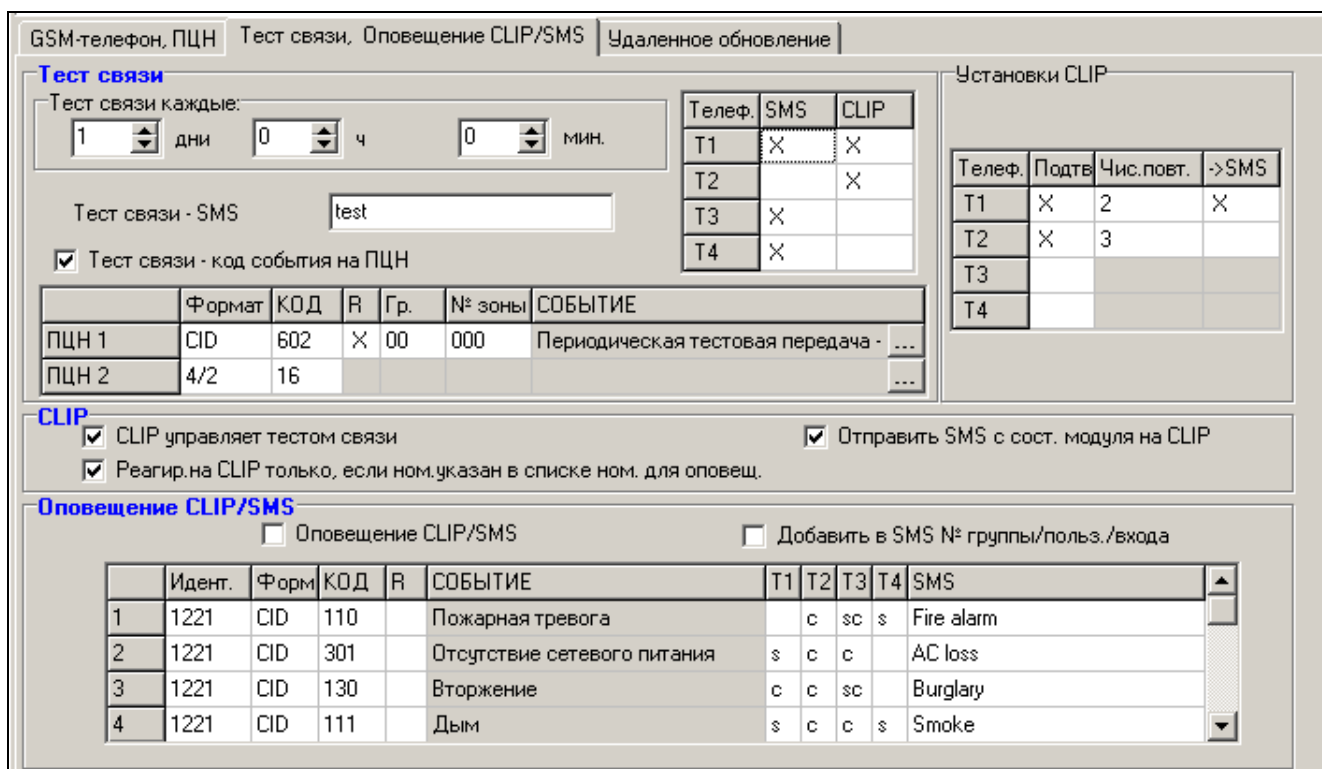 GSM-телефон, ПЦН Тест связи, Оповещение CLIP/SMS Удаленное обновление
Тест связи
Тест связи каждые:
1 дни 0 ч 0 мин.
Тест связи - SMS test
Тест связи - код события на ПЦН
Телеф. SMS CLIP
T1 X X
T2 X
T3 X
T4 X
Установки CLIP
Телеф. Подтв Чис.повт. ->SMS
T1 X 2 X
T2 X 3
T3
T4
Формат КОД R Гр. № зоны СОБЫТИЕ
ПЦН 1 CID 602 X 00 000 Периодическая тестовая передача - ...
ПЦН 2 4/2 16 ...
CLIP
CLIP управляет тестом связи Отправить SMS с сост. модуля на CLIP
Реагир.на CLIP только, если ном.указан в списке ном. для оповещ.
Оповещение CLIP/SMS
Оповещение CLIP/SMS Добавить в SMS № группы/польз./входа
Идент. Форм КОД R СОБЫТИЕ T1 T2 T3 T4 SMS
1 1221 CID 110 Пожарная тревога c sc s Fire alarm
2 1221 CID 301 Отсутствие сетевого питания s c c AC loss
3 1221 CID 130 Вторжение c c sc Burglary
4 1221 CID 111 Дым s c c s Smoke